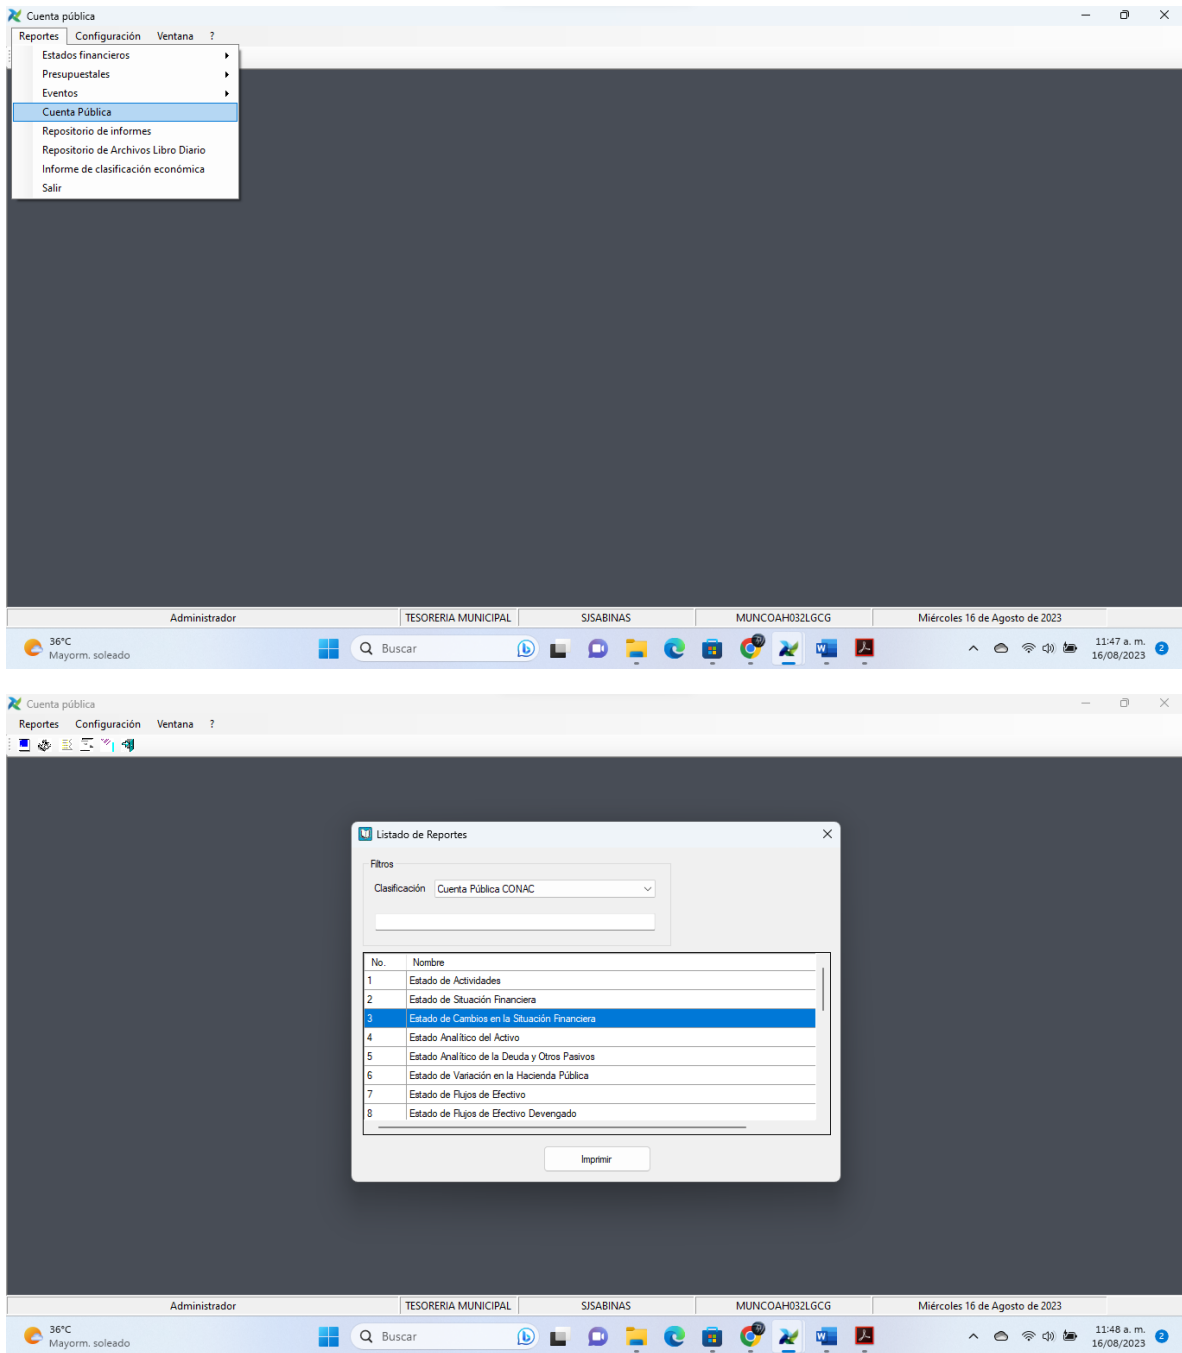 Cuenta pública
Reportes Configuración Ventana ?
Estados financieros
Presupuestales
Eventos
Cuenta Pública
Repositorio de informes
Repositorio de Archivos Libro Diario
Informe de clasificación económica
Salir
Administrador TESORERIA MUNICIPAL SJSABINAS MUNCOAH032LGCG Miércoles 16 de Agosto de 2023
36°C
Mayorm. soleado
Buscar
11:47 a. m.
16/08/2023
2
Cuenta pública
Reportes Configuración Ventana ?
Listado de Reportes
Filtros
Clasificación Cuenta Pública CONAC
No. Nombre
1 Estado de Actividades
2 Estado de Situación Financiera
3 Estado de Cambios en la Situación Financiera
4 Estado Analítico del Activo
5 Estado Analítico de la Deuda y Otros Pasivos
6 Estado de Variación en la Hacienda Pública
7 Estado de Flujos de Efectivo
8 Estado de Flujos de Efectivo Devengado
Imprimir
Administrador TESORERIA MUNICIPAL SJSABINAS MUNCOAH032LGCG Miércoles 16 de Agosto de 2023
36°C
Mayorm. soleado
Buscar
11:48 a. m.
16/08/2023
2